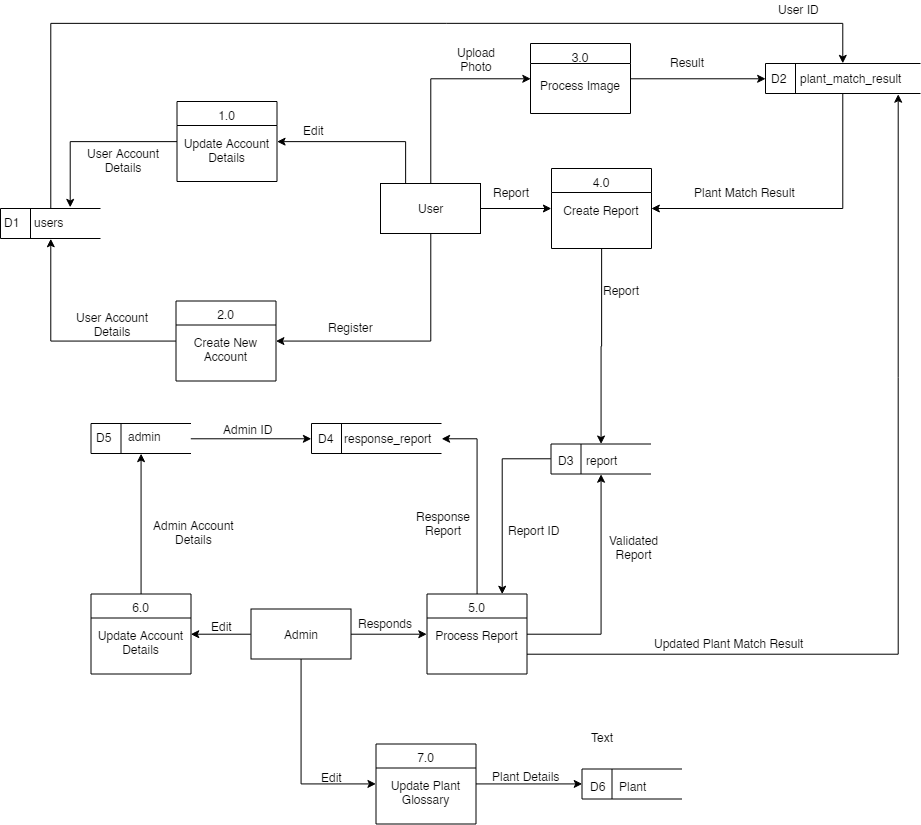 User ID
Upload
Photo
3.0
Process Image
Result
D2
plant_match_result
1.0
Update Account
Details
Edit
User Account
Details
D1
users
User
Report
4.0
Create Report
Plant Match Result
Report
User Account
Details
2.0
Create New
Account
Register
D5
admin
Admin ID
D4
response_report
D3
report
Admin Account
Details
Response
Report
Report ID
Validated
Report
6.0
Update Account
Details
Edit
Admin
Responds
5.0
Process Report
Updated Plant Match Result
Text
7.0
Update Plant
Glossary
Edit
Plant Details
D6
Plant